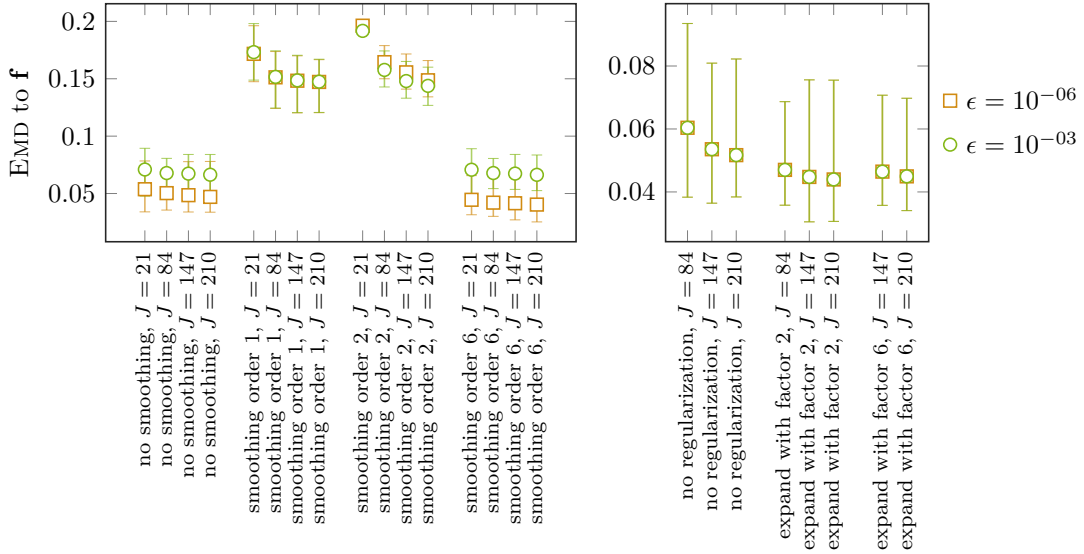 EMD to f
0.2
0.15
0.1
0.05
no smoothing, J = 21
no smoothing, J = 84
no smoothing, J = 147
no smoothing, J = 210
smoothing order 1, J = 21
smoothing order 1, J = 84
smoothing order 1, J = 147
smoothing order 1, J = 210
smoothing order 2, J = 21
smoothing order 2, J = 84
smoothing order 2, J = 147
smoothing order 2, J = 210
smoothing order 6, J = 21
smoothing order 6, J = 84
smoothing order 6, J = 147
smoothing order 6, J = 210
0.08
0.06
0.04
no regularization, J = 84
no regularization, J = 147
no regularization, J = 210
expand with factor 2, J = 84
expand with factor 2, J = 147
expand with factor 2, J = 210
expand with factor 6, J = 147
expand with factor 6, J = 210
ϵ = 10⁻⁰⁶
ϵ = 10⁻⁰³